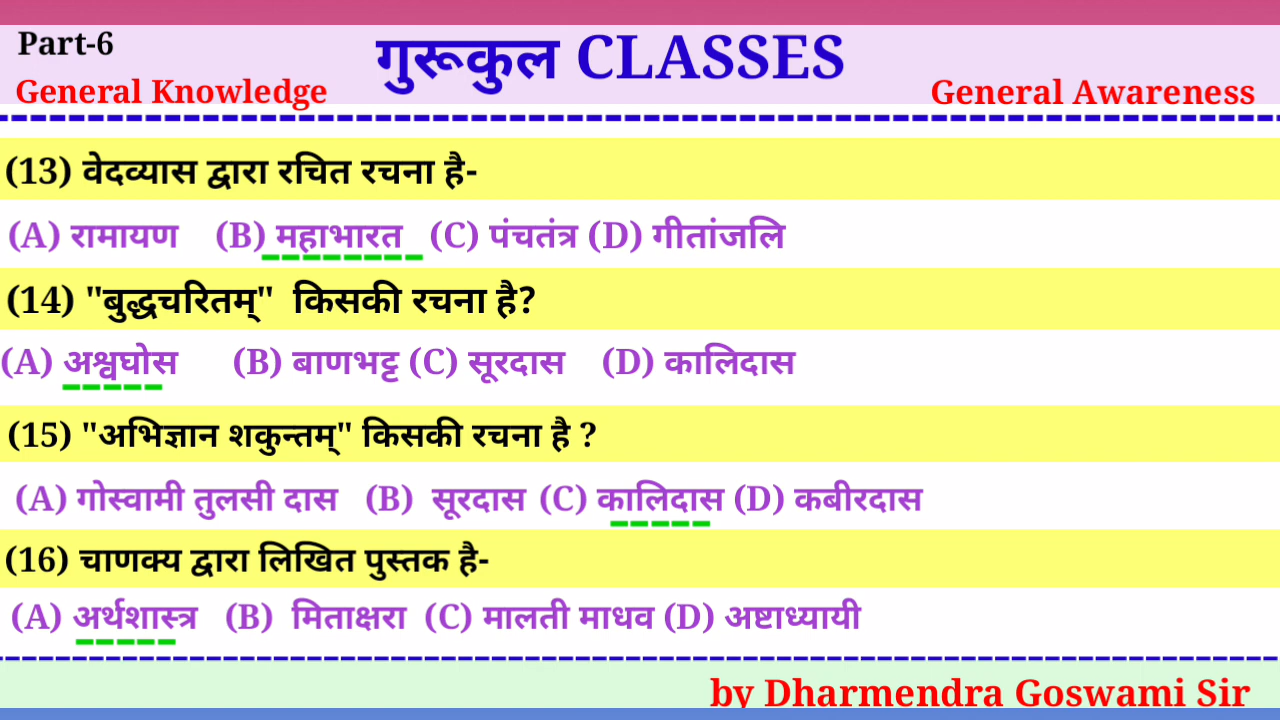 Part-6
गुरूकुल CLASSES
General Knowledge
General Awareness
(13) वेदव्यास द्वारा रचित रचना है-
(A) रामायण (B) महाभारत (C) पंचतंत्र (D) गीतांजलि
(14) "बुद्धचरितम्" किसकी रचना है?
(A) अश्वघोस (B) बाणभट्ट (C) सूरदास (D) कालिदास
(15) "अभिज्ञान शकुन्तम्" किसकी रचना है ?
(A) गोस्वामी तुलसी दास (B) सूरदास (C) कालिदास (D) कबीरदास
(16) चाणक्य द्वारा लिखित पुस्तक है-
(A) अर्थशास्त्र (B) मिताक्षरा (C) मालती माधव (D) अष्टाध्यायी
by Dharmendra Goswami Sir